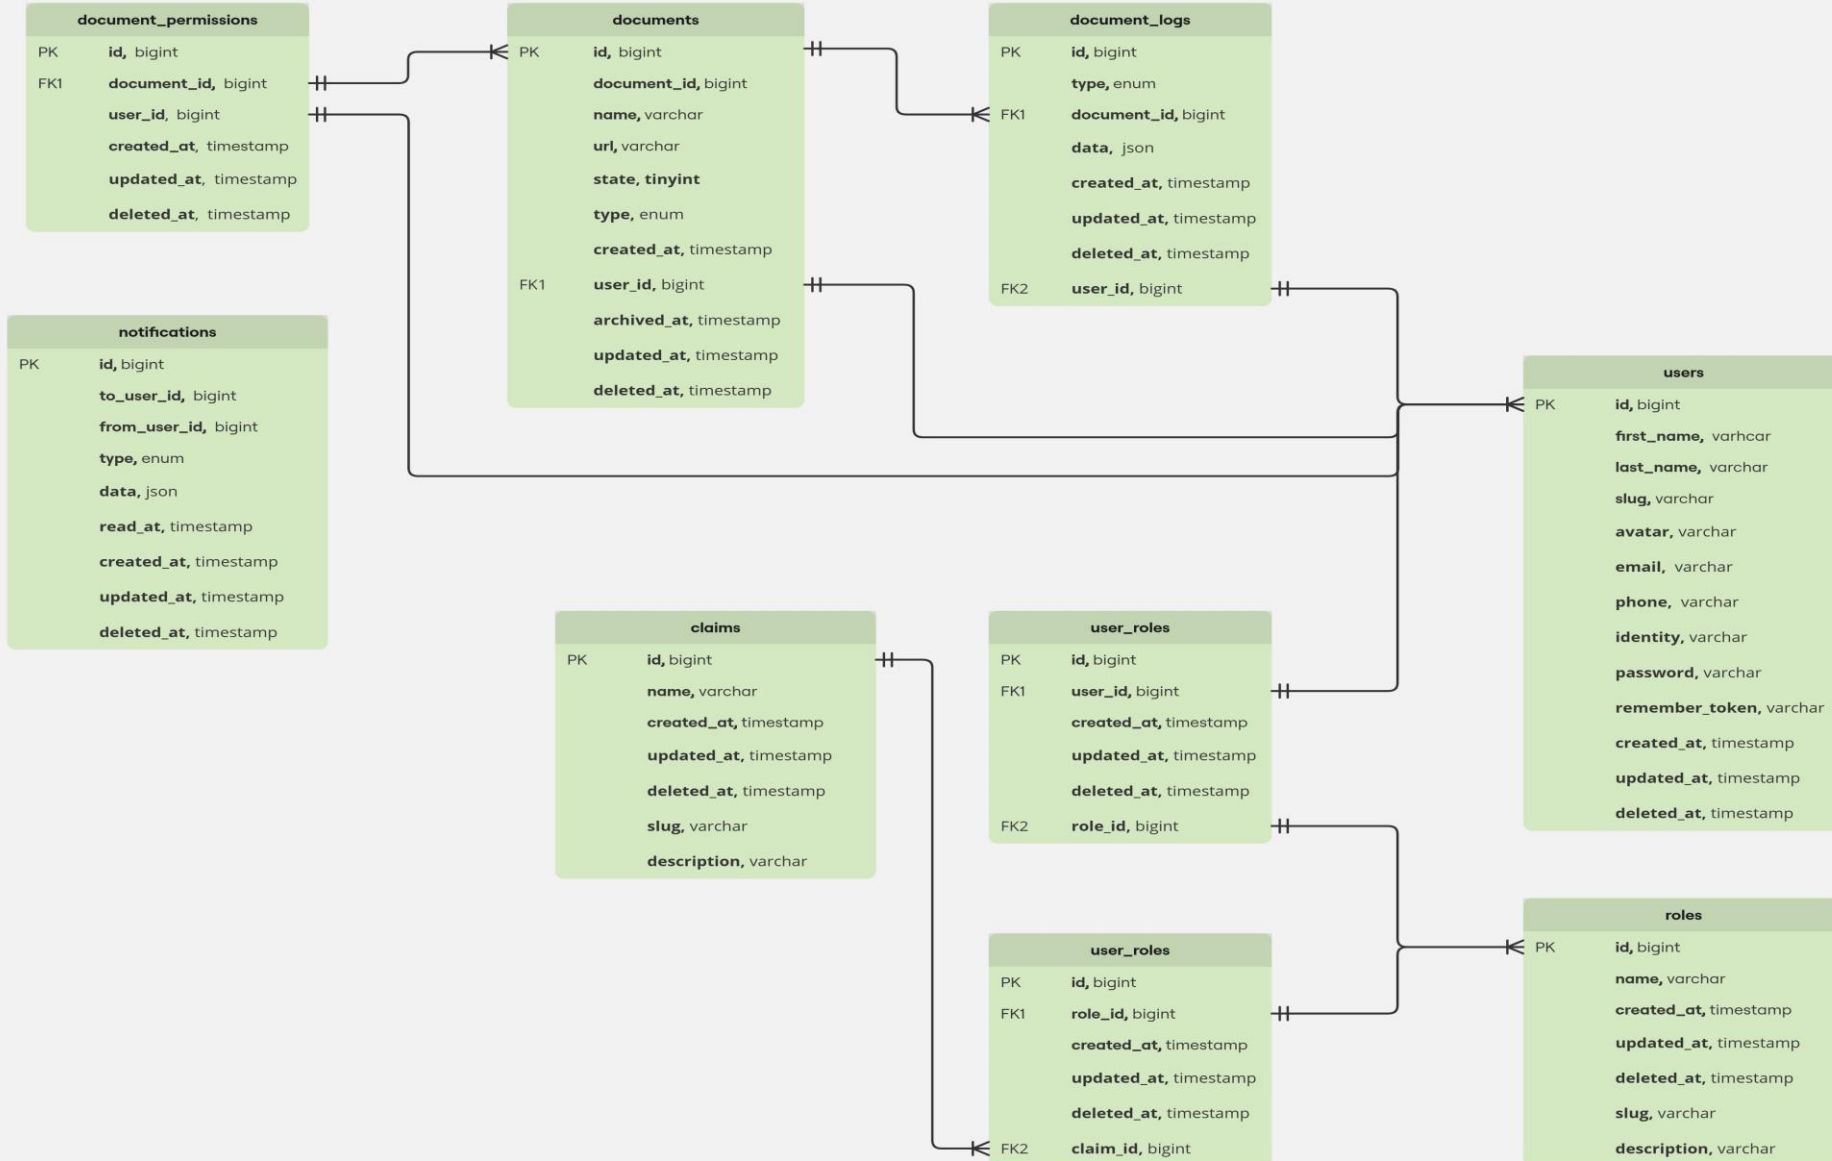 document_permissions
PK id, bigint
FK1 document_id, bigint
user_id, bigint
created_at, timestamp
updated_at, timestamp
deleted_at, timestamp
documents
PK id, bigint
document_id, bigint
name, varchar
url, varchar
state, tinyint
type, enum
created_at, timestamp
FK1 user_id, bigint
archived_at, timestamp
updated_at, timestamp
deleted_at, timestamp
document_logs
PK id, bigint
type, enum
FK1 document_id, bigint
data, json
created_at, timestamp
updated_at, timestamp
deleted_at, timestamp
FK2 user_id, bigint
notifications
PK id, bigint
to_user_id, bigint
from_user_id, bigint
type, enum
data, json
read_at, timestamp
created_at, timestamp
updated_at, timestamp
deleted_at, timestamp
users
PK id, bigint
first_name, varhcar
last_name, varchar
slug, varchar
avatar, varchar
email, varchar
phone, varchar
identity, varchar
password, varchar
remember_token, varchar
created_at, timestamp
updated_at, timestamp
deleted_at, timestamp
claims
PK id, bigint
name, varchar
created_at, timestamp
updated_at, timestamp
deleted_at, timestamp
slug, varchar
description, varchar
user_roles
PK id, bigint
FK1 user_id, bigint
created_at, timestamp
updated_at, timestamp
deleted_at, timestamp
FK2 role_id, bigint
user_roles
PK id, bigint
FK1 role_id, bigint
created_at, timestamp
updated_at, timestamp
deleted_at, timestamp
FK2 claim_id, bigint
roles
PK id, bigint
name, varchar
created_at, timestamp
updated_at, timestamp
deleted_at, timestamp
slug, varchar
description, varchar